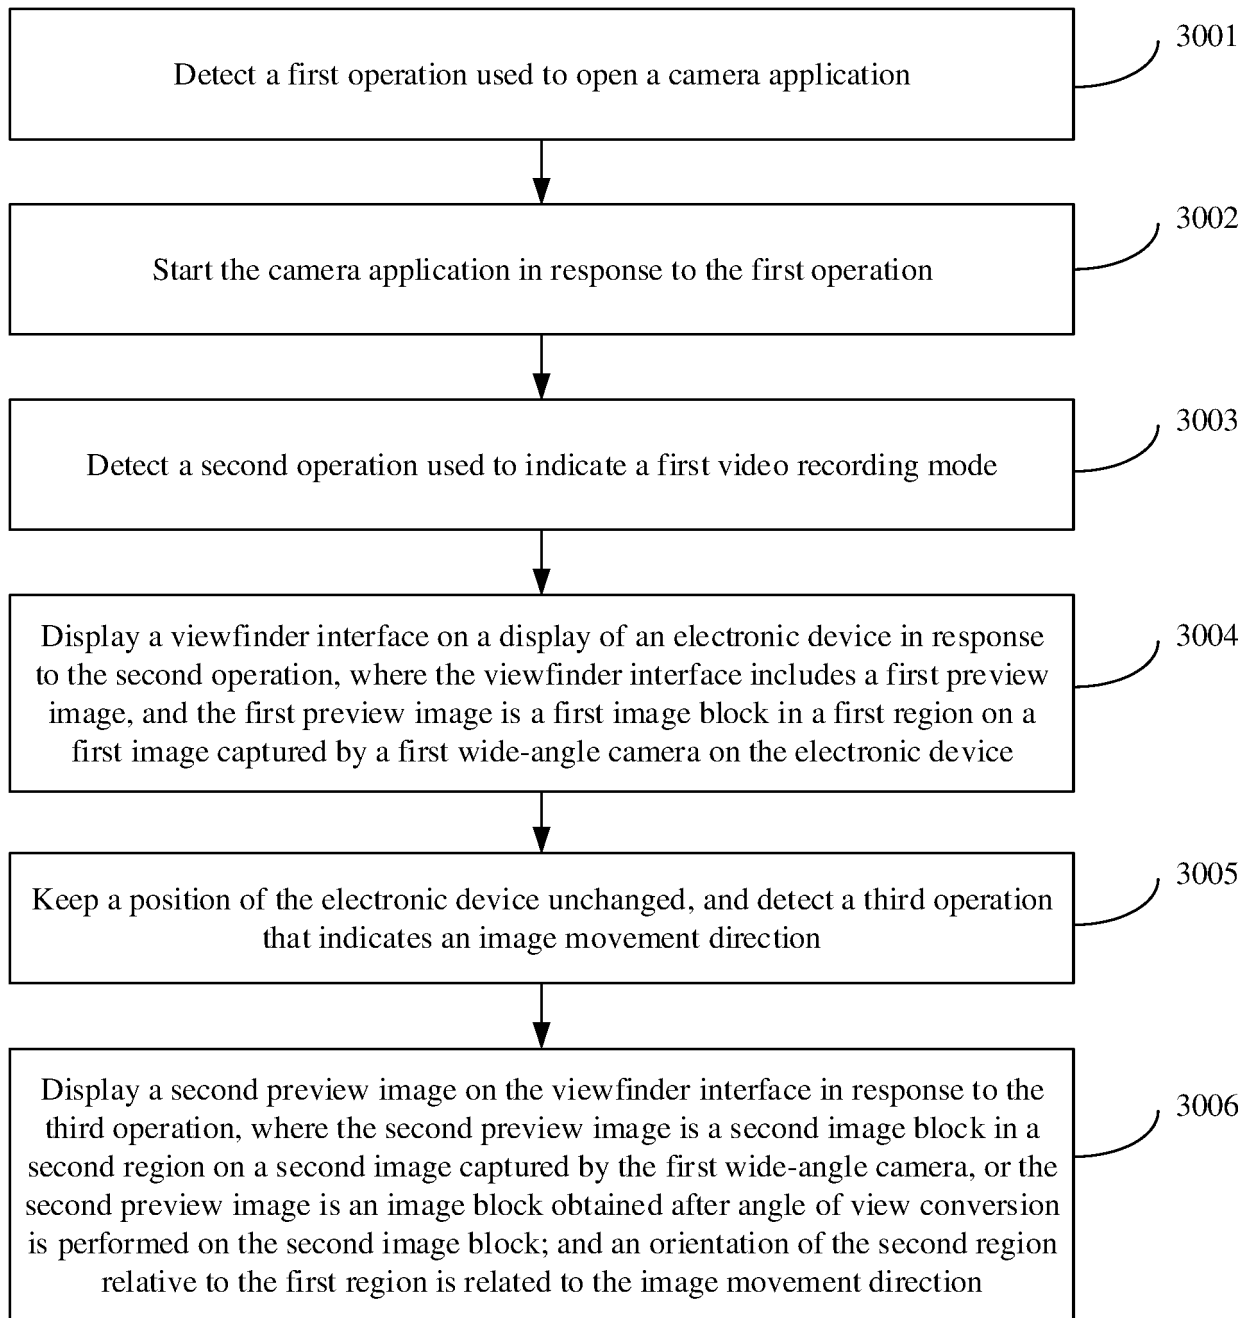 Detect a first operation used to open a camera application
3001
Start the camera application in response to the first operation
3002
Detect a second operation used to indicate a first video recording mode
3003
Display a viewfinder interface on a display of an electronic device in response
to the second operation, where the viewfinder interface includes a first preview
image, and the first preview image is a first image block in a first region on a
first image captured by a first wide-angle camera on the electronic device
3004
Keep a position of the electronic device unchanged, and detect a third operation
that indicates an image movement direction
3005
Display a second preview image on the viewfinder interface in response to the
third operation, where the second preview image is a second image block in a
second region on a second image captured by the first wide-angle camera, or the
second preview image is an image block obtained after angle of view conversion
is performed on the second image block; and an orientation of the second region
relative to the first region is related to the image movement direction
3006